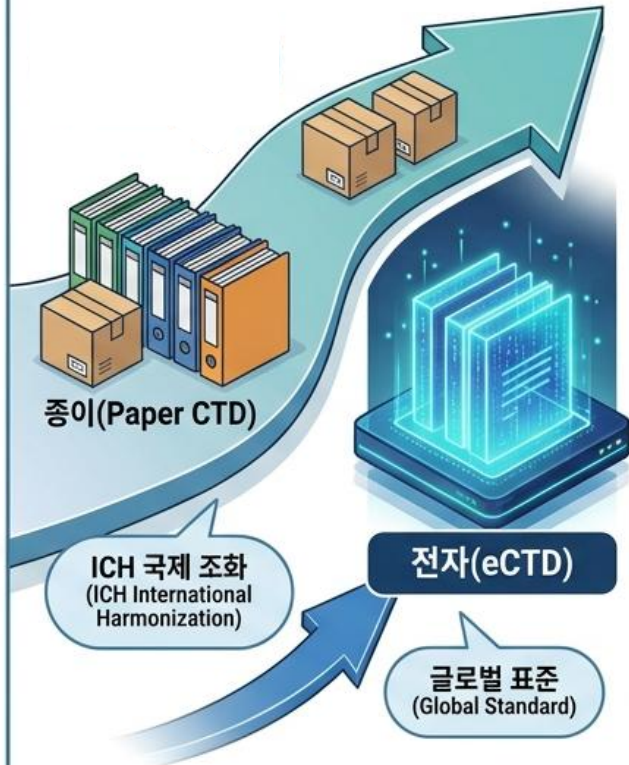 종이(Paper CTD)
ICH 국제 조화
(ICH International
Harmonization)
전자(eCTD)
글로벌 표준
(Global Standard)